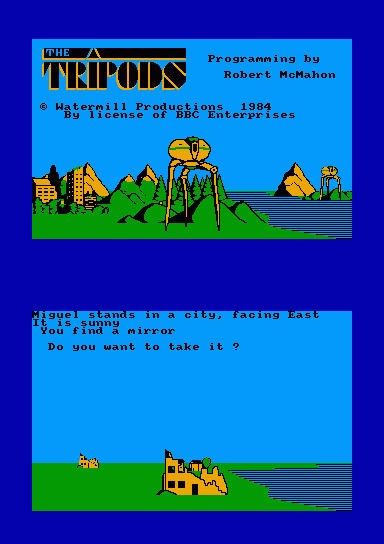 THE
TRIPODS
Programming by
Robert McMahon
© Watermill Productions 1984
By license of BBC Enterprises
Miguel stands in a city, facing East
It is sunny
You find a mirror
Do you want to take it ?